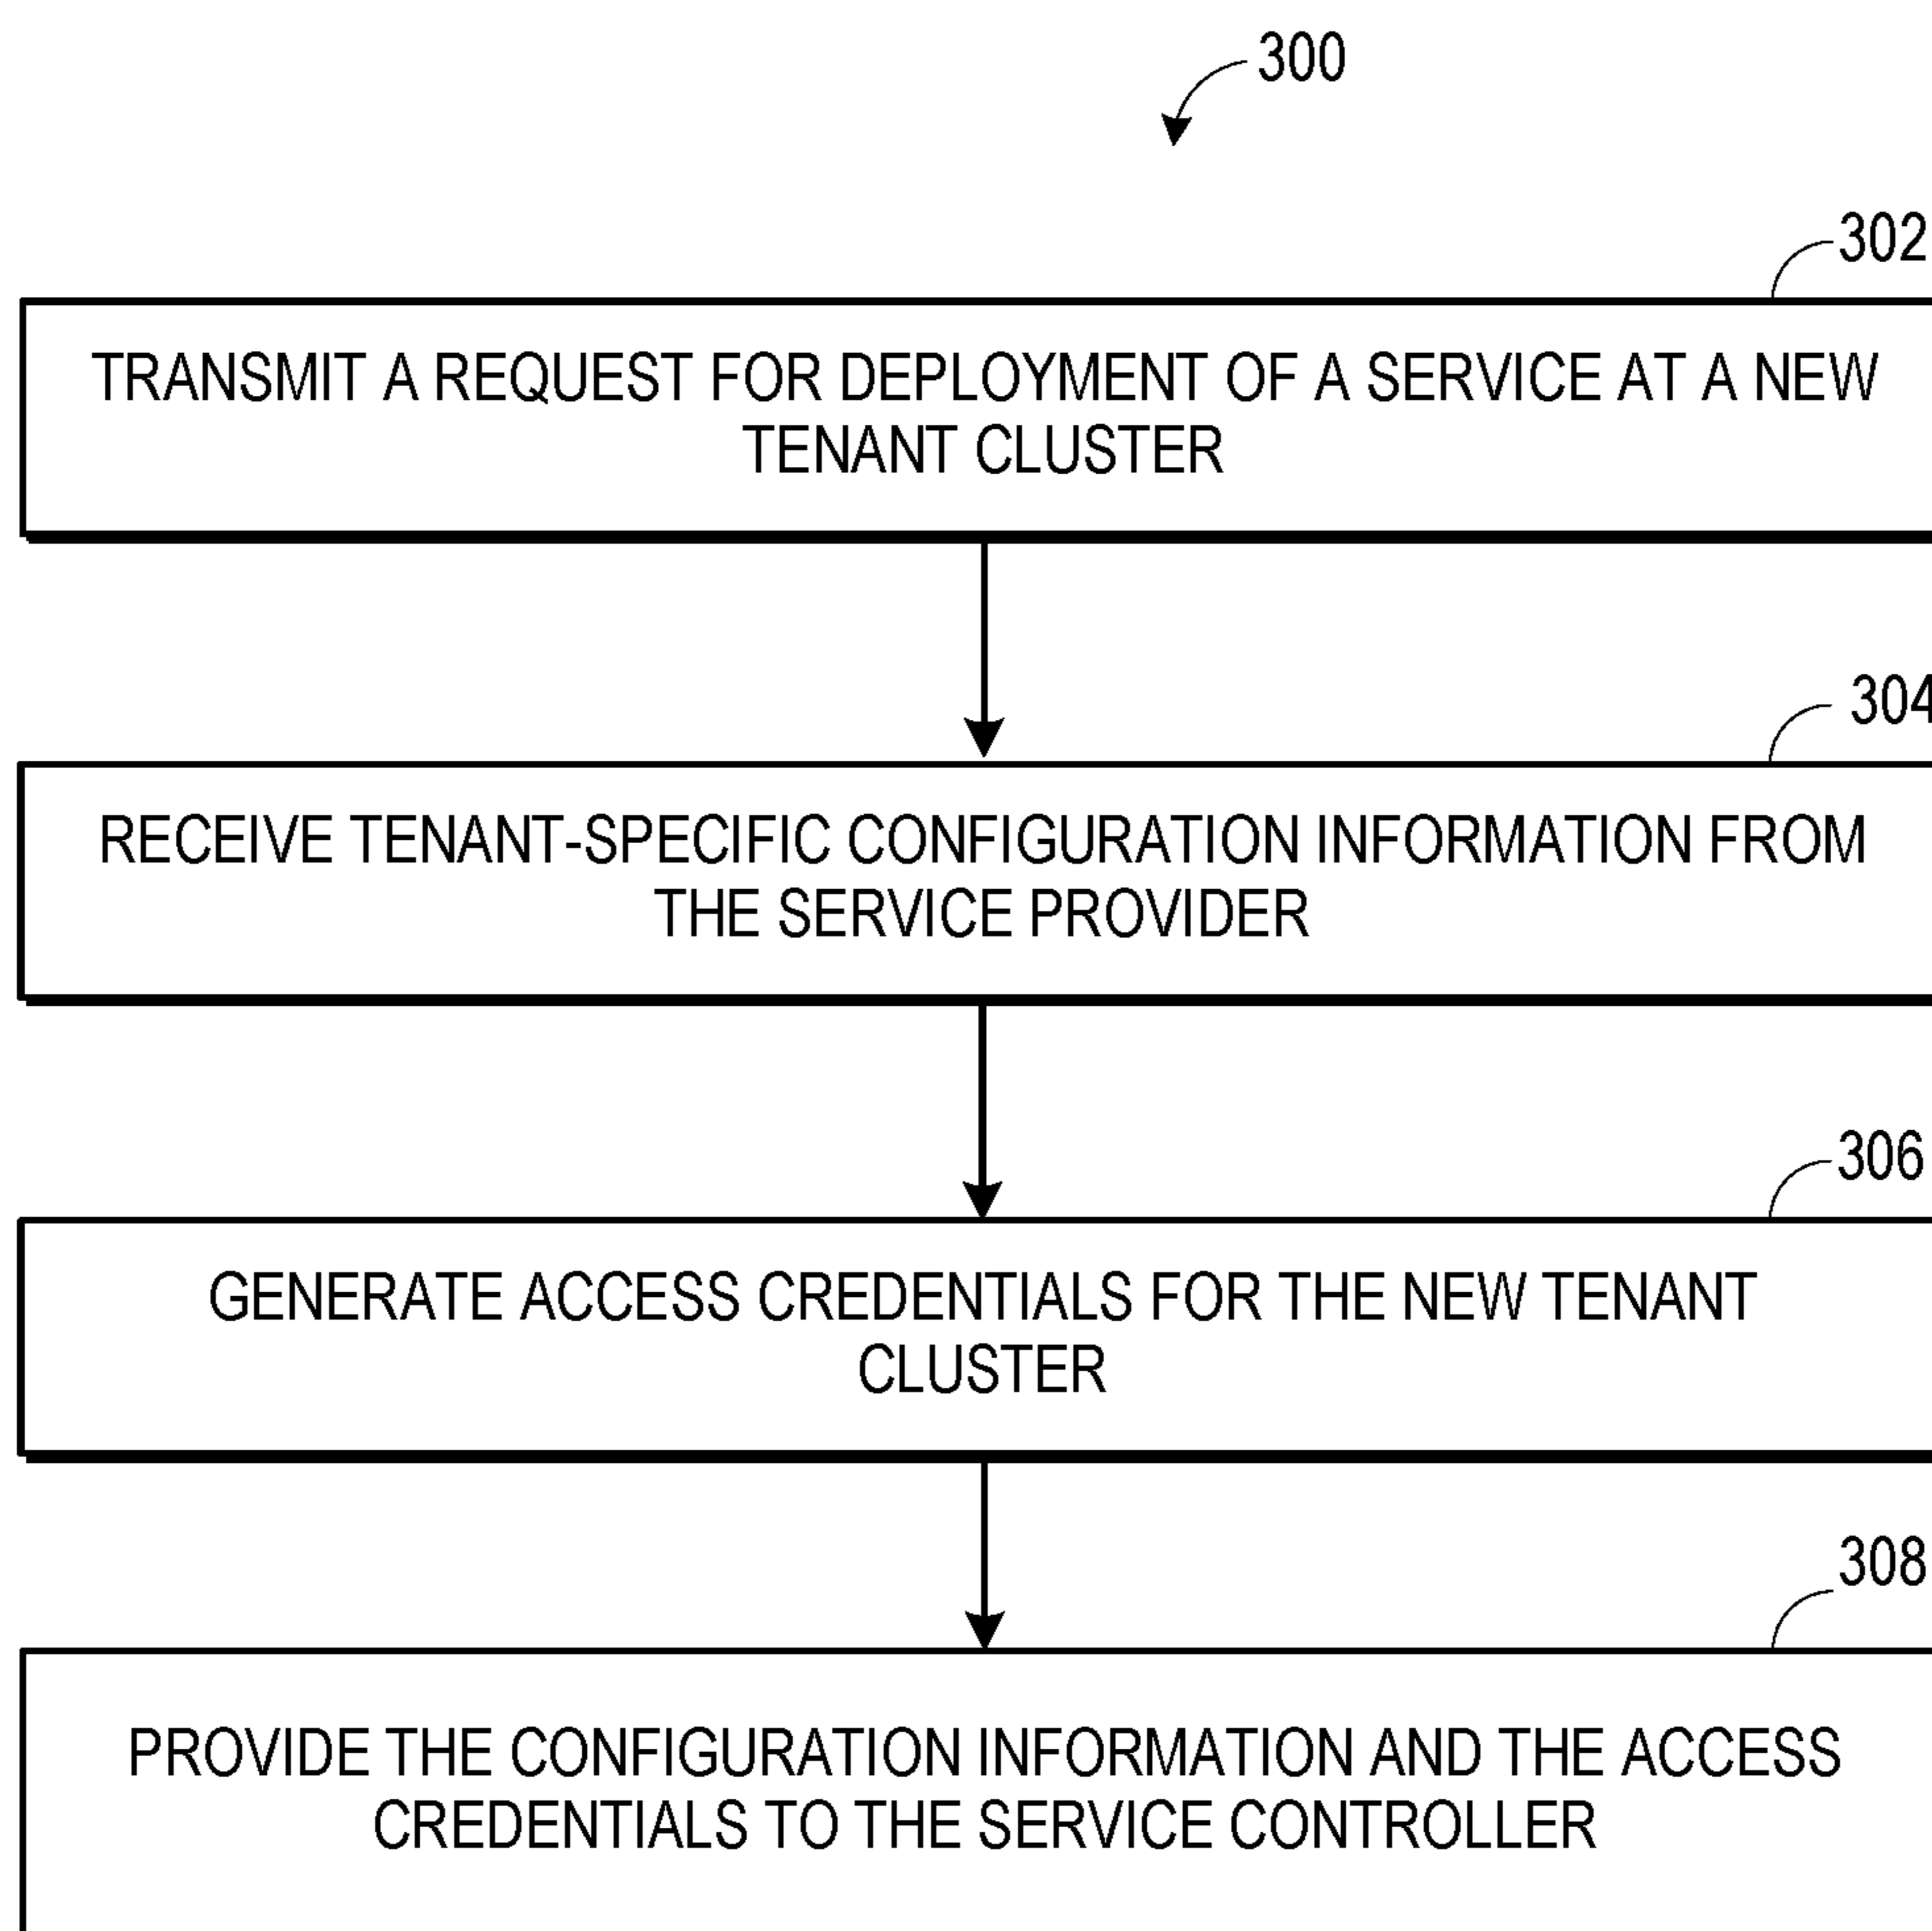 300
302
TRANSMIT A REQUEST FOR DEPLOYMENT OF A SERVICE AT A NEW
TENANT CLUSTER
304
RECEIVE TENANT-SPECIFIC CONFIGURATION INFORMATION FROM
THE SERVICE PROVIDER
306
GENERATE ACCESS CREDENTIALS FOR THE NEW TENANT
CLUSTER
308
PROVIDE THE CONFIGURATION INFORMATION AND THE ACCESS
CREDENTIALS TO THE SERVICE CONTROLLER